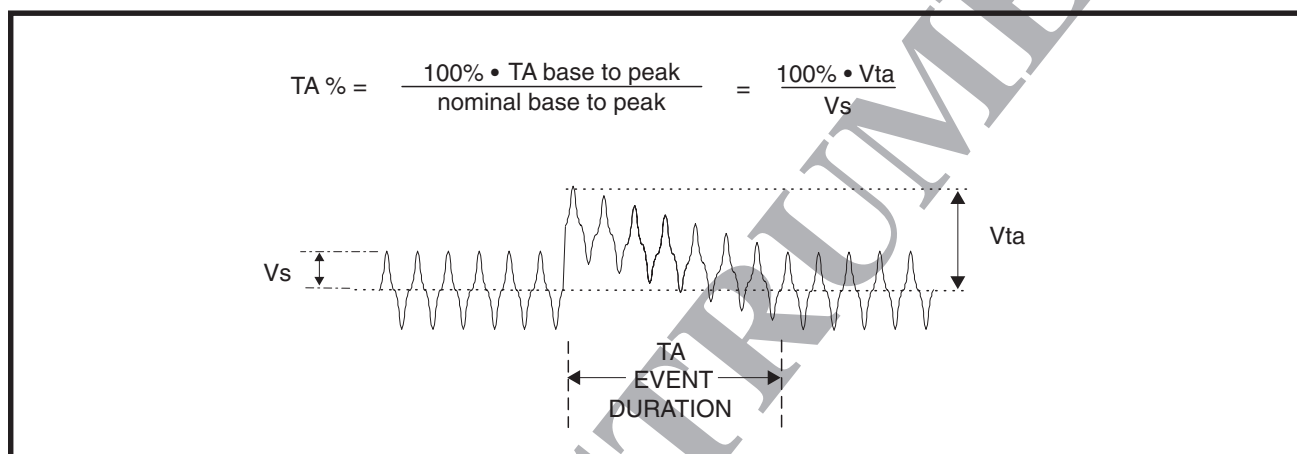 TA % = 100% • TA base to peak / nominal base to peak = 100% • Vta / Vs
Vs
Vta
TA
EVENT
DURATION